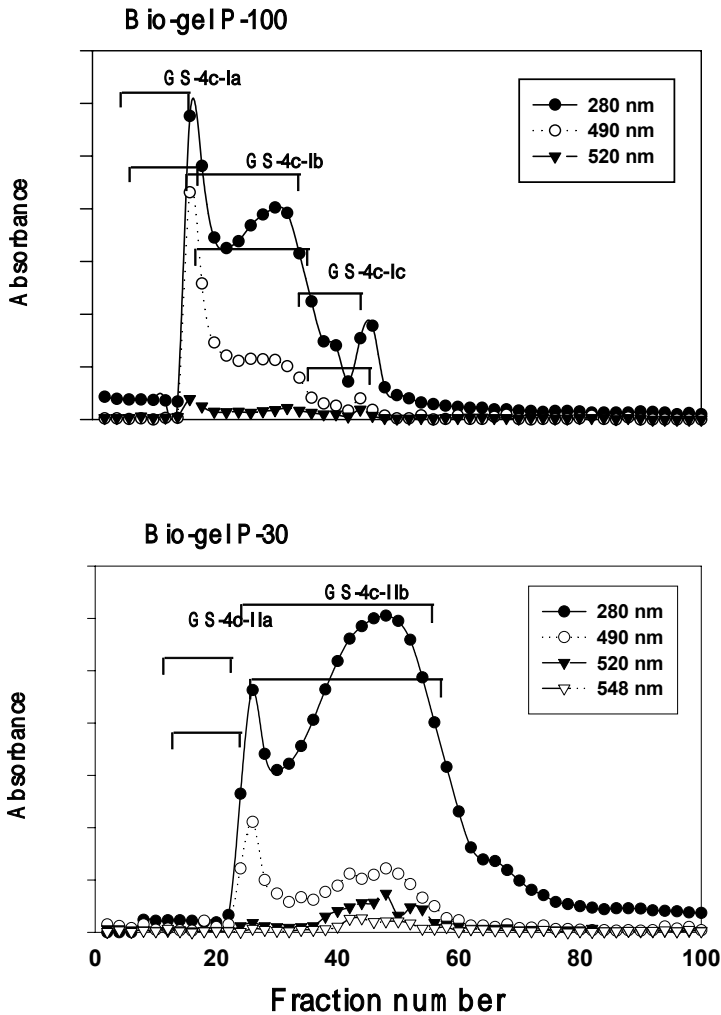 Bio-gel P-100
GS-4c-Ia
GS-4c-Ib
GS-4c-Ic
280 nm
490 nm
520 nm
Absorbance
Bio-gel P-30
GS-4c-IIa
GS-4c-IIb
280 nm
490 nm
520 nm
548 nm
Absorbance
0 20 40 60 80 100
Fraction number